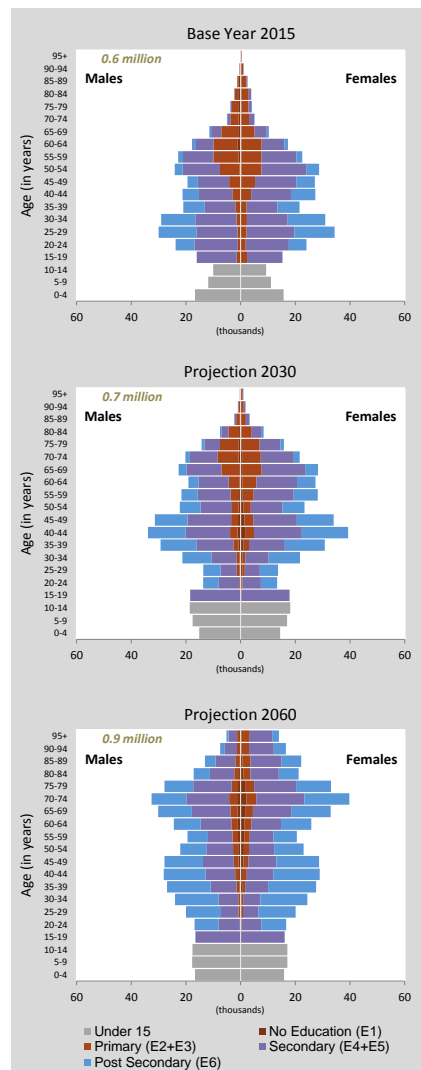 Base Year 2015
0.6 million
Males
Females
Age (in years)
95+
90-94
85-89
80-84
75-79
70-74
65-69
60-64
55-59
50-54
45-49
40-44
35-39
30-34
25-29
20-24
15-19
10-14
5-9
0-4
60 40 20 0 20 40 60
(thousands)
Projection 2030
0.7 million
Males
Females
Age (in years)
95+
90-94
85-89
80-84
75-79
70-74
65-69
60-64
55-59
50-54
45-49
40-44
35-39
30-34
25-29
20-24
15-19
10-14
5-9
0-4
60 40 20 0 20 40 60
(thousands)
Projection 2060
0.9 million
Males
Females
Age (in years)
95+
90-94
85-89
80-84
75-79
70-74
65-69
60-64
55-59
50-54
45-49
40-44
35-39
30-34
25-29
20-24
15-19
10-14
5-9
0-4
60 40 20 0 20 40 60
(thousands)
Under 15 No Education (E1)
Primary (E2+E3) Secondary (E4+E5)
Post Secondary (E6)